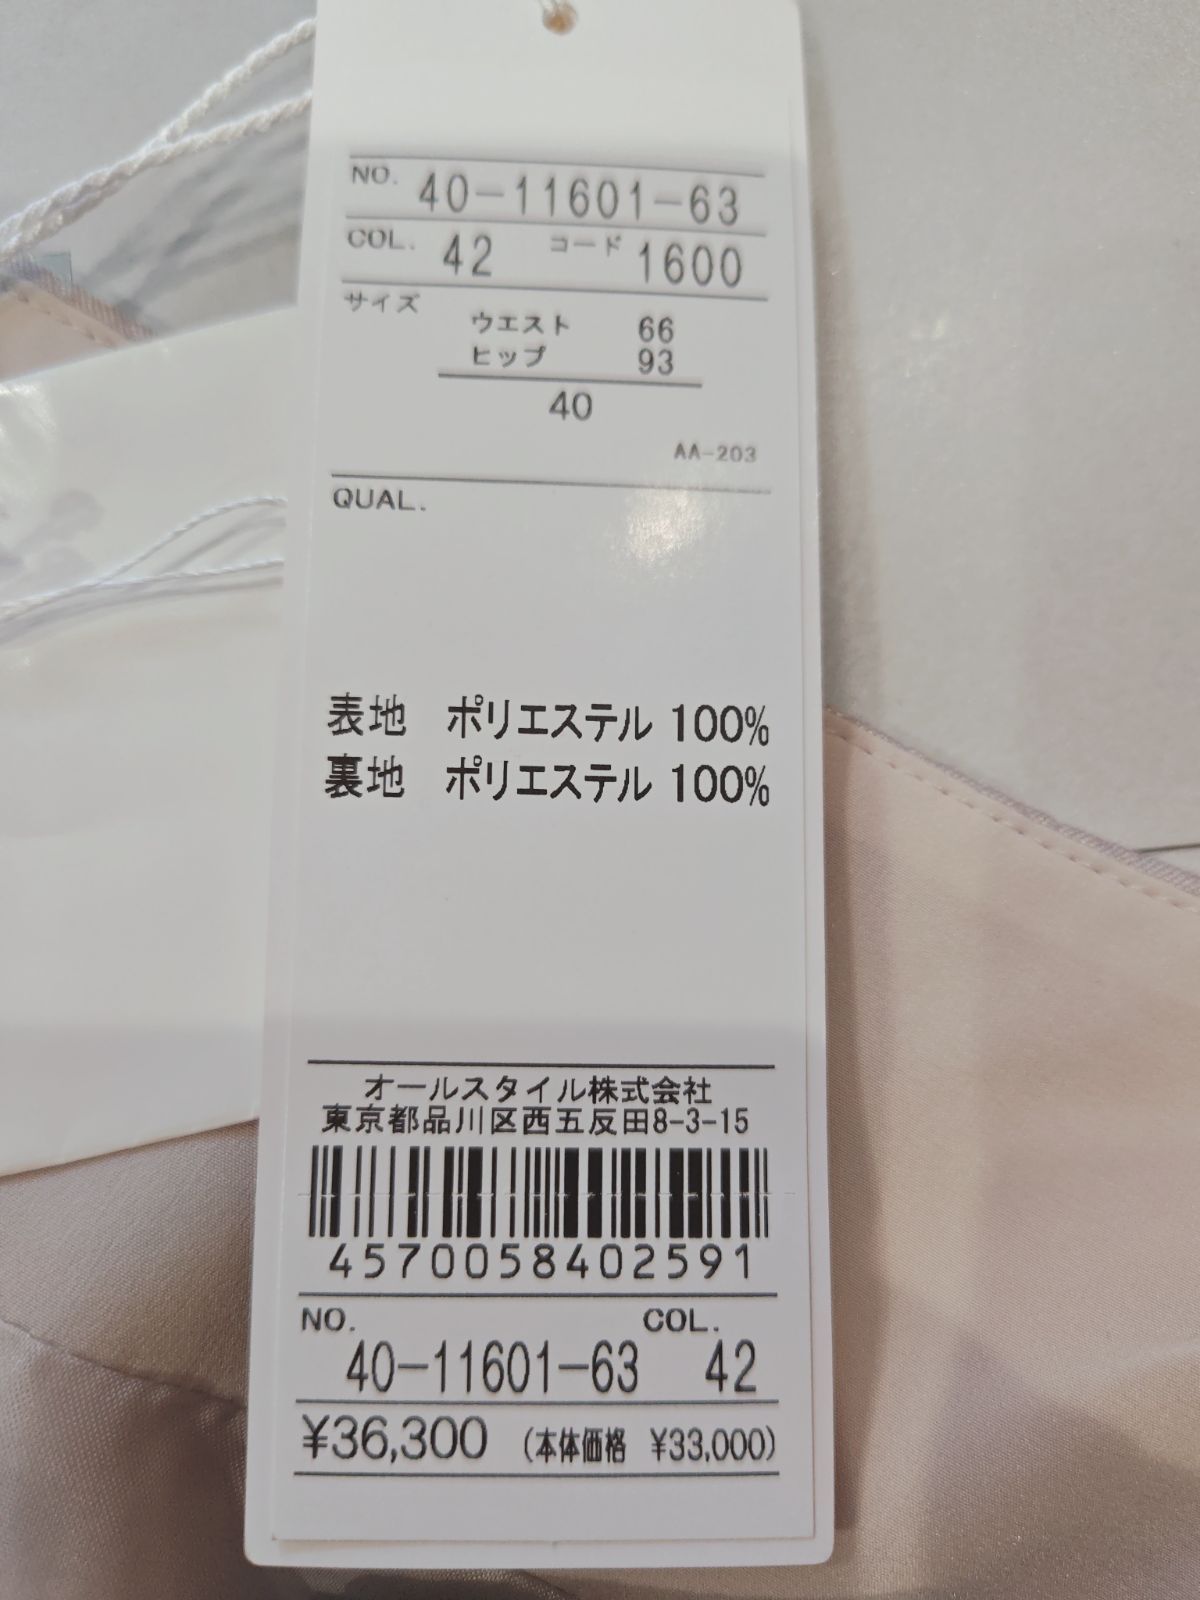 NO. 40-11601-63
COL. 42 コード 1600
サイズ
ウエスト 66
ヒップ 93
40
AA-203
QUAL.
表地 ポリエステル 100%
裏地 ポリエステル 100%
オールスタイル株式会社
東京都品川区西五反田8-3-15
4570058402591
NO. COL.
40-11601-63 42
¥36,300 (本体価格 ¥33,000)